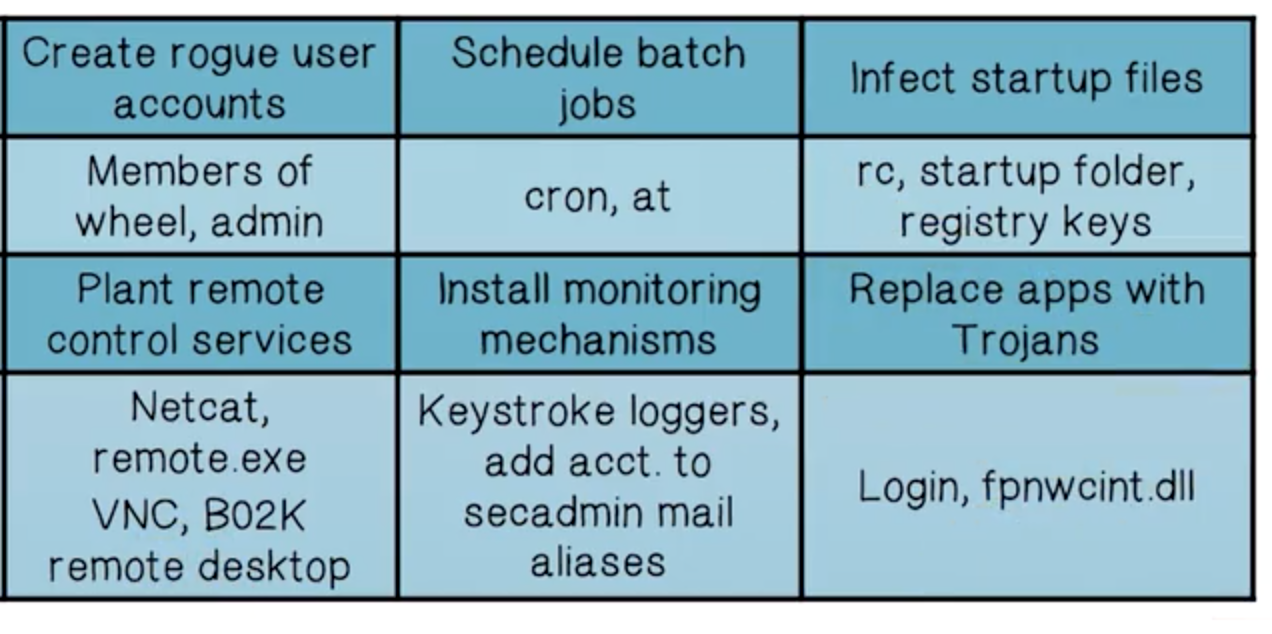 Create rogue user
accounts
Schedule batch
jobs
Infect startup files
Members of
wheel, admin
cron, at
rc, startup folder,
registry keys
Plant remote
control services
Install monitoring
mechanisms
Replace apps with
Trojans
Netcat,
remote.exe
VNC, B02K
remote desktop
Keystroke loggers,
add acct. to
secadmin mail
aliases
Login, fpnwcint.dll